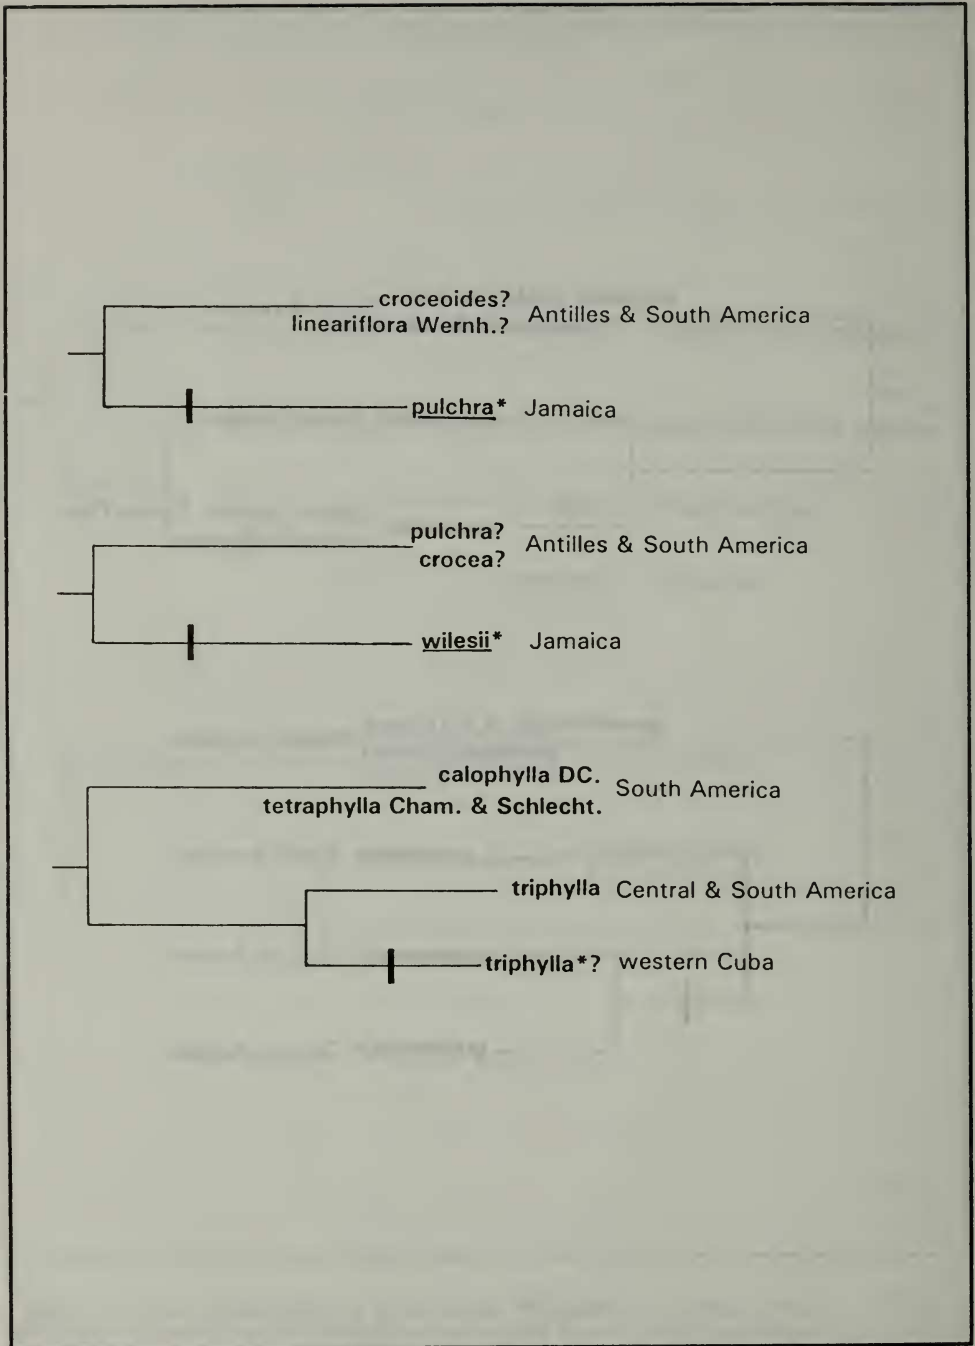 croceoides?
lineariflora Wernh.? Antilles & South America
pulchra* Jamaica
pulchra?
crocea? Antilles & South America
wilesii* Jamaica
calophylla DC.
tetraphylla Cham. & Schlecht. South America
triphylla Central & South America
triphylla*? western Cuba